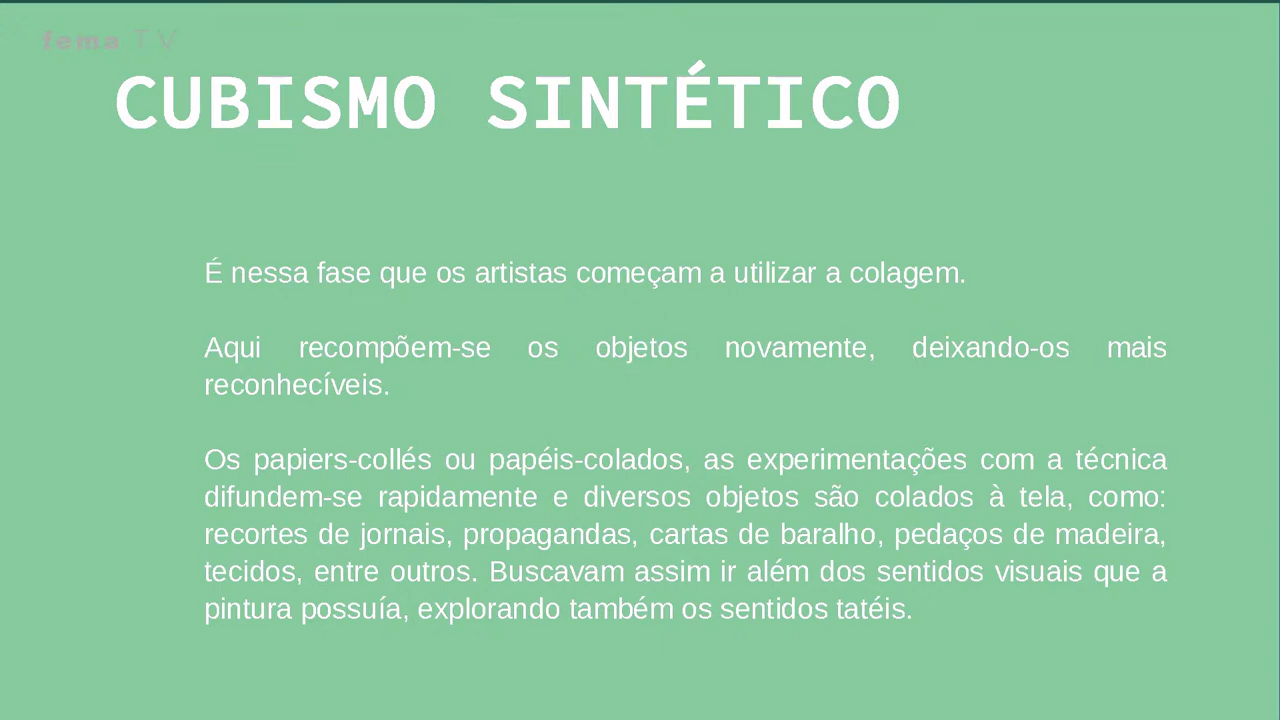 fema TV
CUBISMO SINTÉTICO
É nessa fase que os artistas começam a utilizar a colagem.
Aqui recompõem-se os objetos novamente, deixando-os mais
reconhecíveis.
Os papiers-collés ou papéis-colados, as experimentações com a técnica
difundem-se rapidamente e diversos objetos são colados à tela, como:
recortes de jornais, propagandas, cartas de baralho, pedaços de madeira,
tecidos, entre outros. Buscavam assim ir além dos sentidos visuais que a
pintura possuía, explorando também os sentidos tatéis.